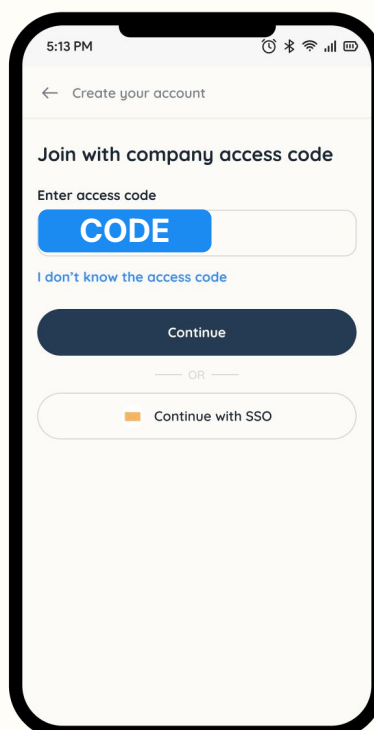 5:13 PM
Create your account
Join with company access code
Enter access code
CODE
I don't know the access code
Continue
OR
Continue with SSO